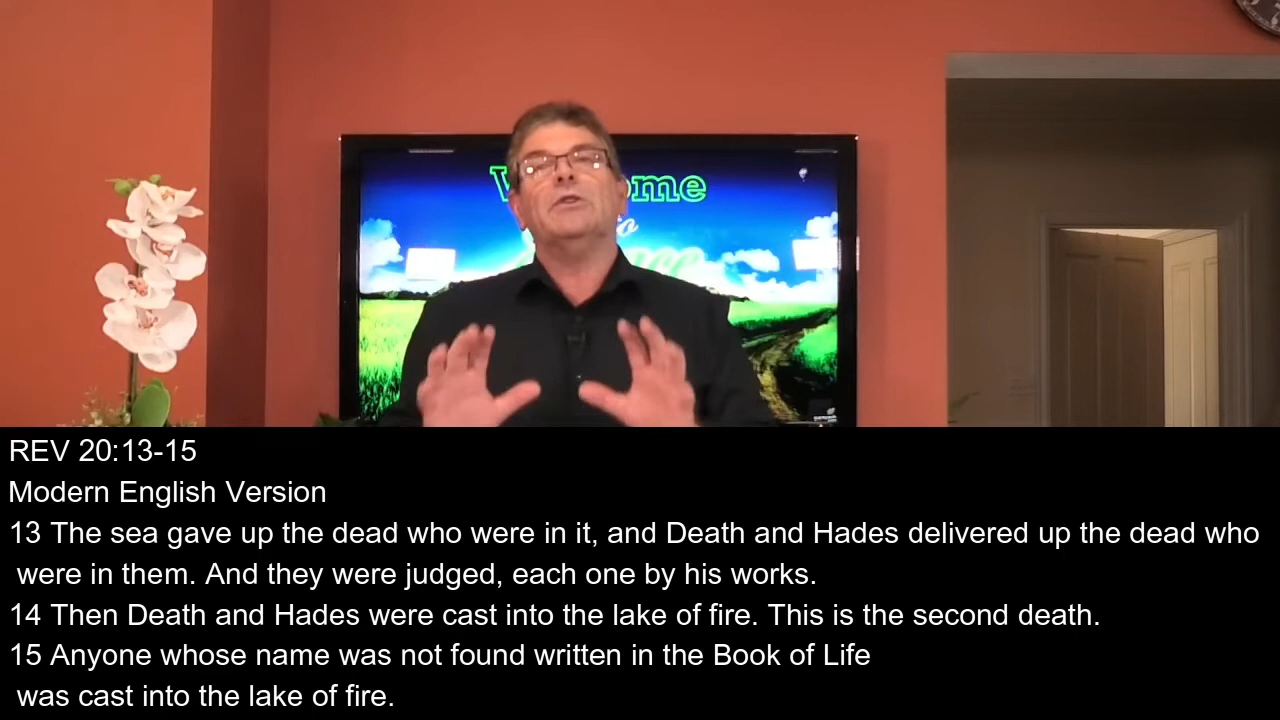 ome
to
REV 20:13-15
Modern English Version
13 The sea gave up the dead who were in it, and Death and Hades delivered up the dead who
were in them. And they were judged, each one by his works.
14 Then Death and Hades were cast into the lake of fire. This is the second death.
15 Anyone whose name was not found written in the Book of Life
was cast into the lake of fire.